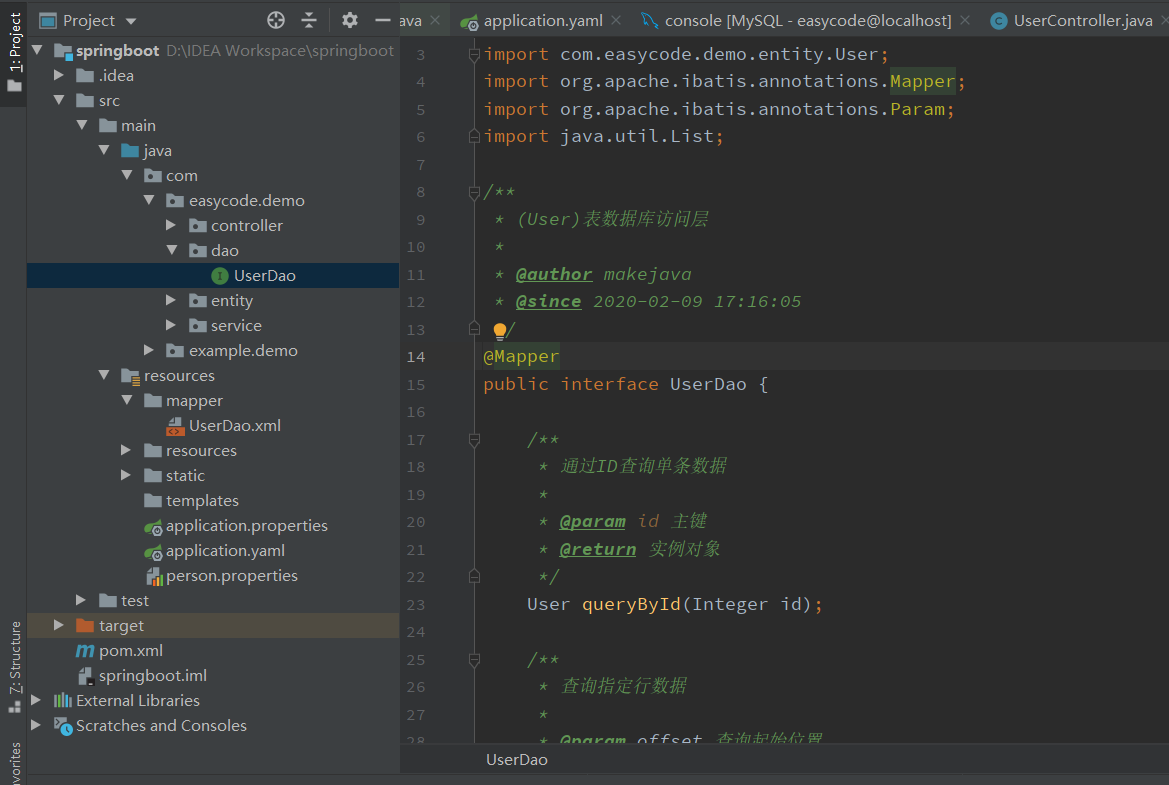 Project
ava
application.yaml
console [MySQL - easycode@localhost]
UserController.java
1: Project
springboot D:\IDEA Workspace\springboot
.idea
src
main
java
com
easycode.demo
controller
dao
UserDao
entity
service
example.demo
resources
mapper
UserDao.xml
resources
static
templates
application.properties
application.yaml
person.properties
test
target
pom.xml
springboot.iml
External Libraries
Scratches and Consoles
7: Structure
avorites
3 import com.easycode.demo.entity.User;
4 import org.apache.ibatis.annotations.Mapper;
5 import org.apache.ibatis.annotations.Param;
6 import java.util.List;
7
8 /**
9 * (User)表数据库访问层
10 *
11 * @author makejava
12 * @since 2020-02-09 17:16:05
13 /
14 @Mapper
15 public interface UserDao {
16
17 /**
18 * 通过ID查询单条数据
19 *
20 * @param id 主键
21 * @return 实例对象
22 */
23 User queryById(Integer id);
24
25 /**
26 * 查询指定行数据
27 *
28 * @param offset 查询起始位置
UserDao